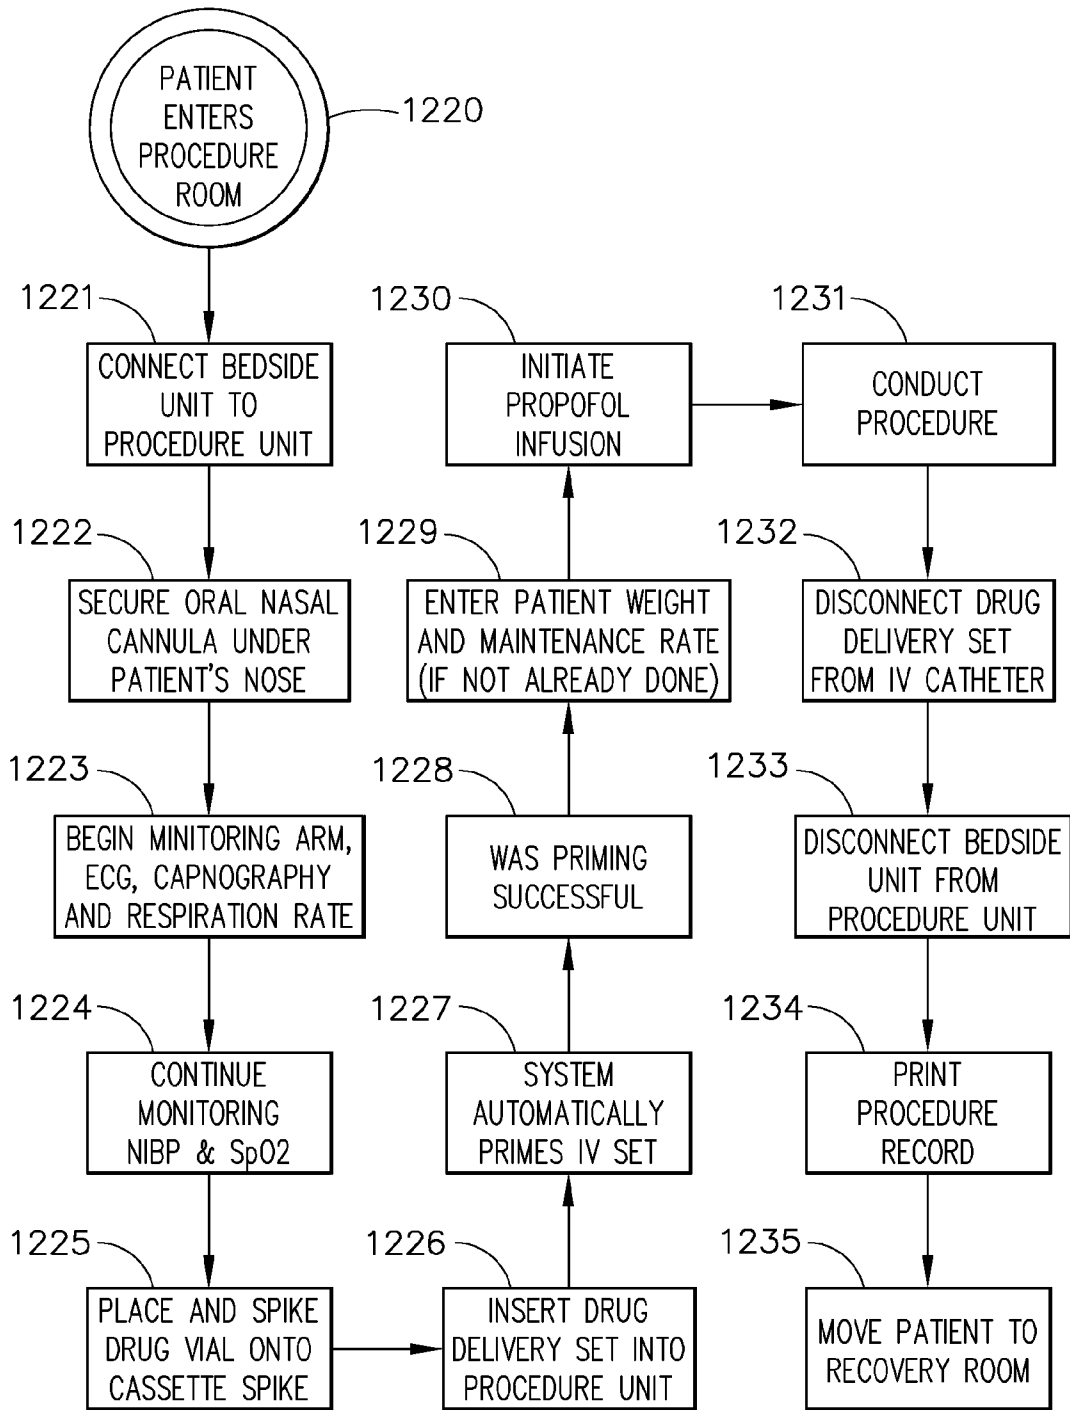 PATIENT
ENTERS
PROCEDURE
ROOM
1220
1221
CONNECT BEDSIDE
UNIT TO
PROCEDURE UNIT
1222
SECURE ORAL NASAL
CANNULA UNDER
PATIENT'S NOSE
1223
BEGIN MINITORING ARM,
ECG, CAPNOGRAPHY
AND RESPIRATION RATE
1224
CONTINUE
MONITORING
NIBP & SpO2
1225
PLACE AND SPIKE
DRUG VIAL ONTO
CASSETTE SPIKE
1226
INSERT DRUG
DELIVERY SET INTO
PROCEDURE UNIT
1227
SYSTEM
AUTOMATICALLY
PRIMES IV SET
1228
WAS PRIMING
SUCCESSFUL
1229
ENTER PATIENT WEIGHT
AND MAINTENANCE RATE
(IF NOT ALREADY DONE)
1230
INITIATE
PROPOFOL
INFUSION
1231
CONDUCT
PROCEDURE
1232
DISCONNECT DRUG
DELIVERY SET
FROM IV CATHETER
1233
DISCONNECT BEDSIDE
UNIT FROM
PROCEDURE UNIT
1234
PRINT
PROCEDURE
RECORD
1235
MOVE PATIENT TO
RECOVERY ROOM